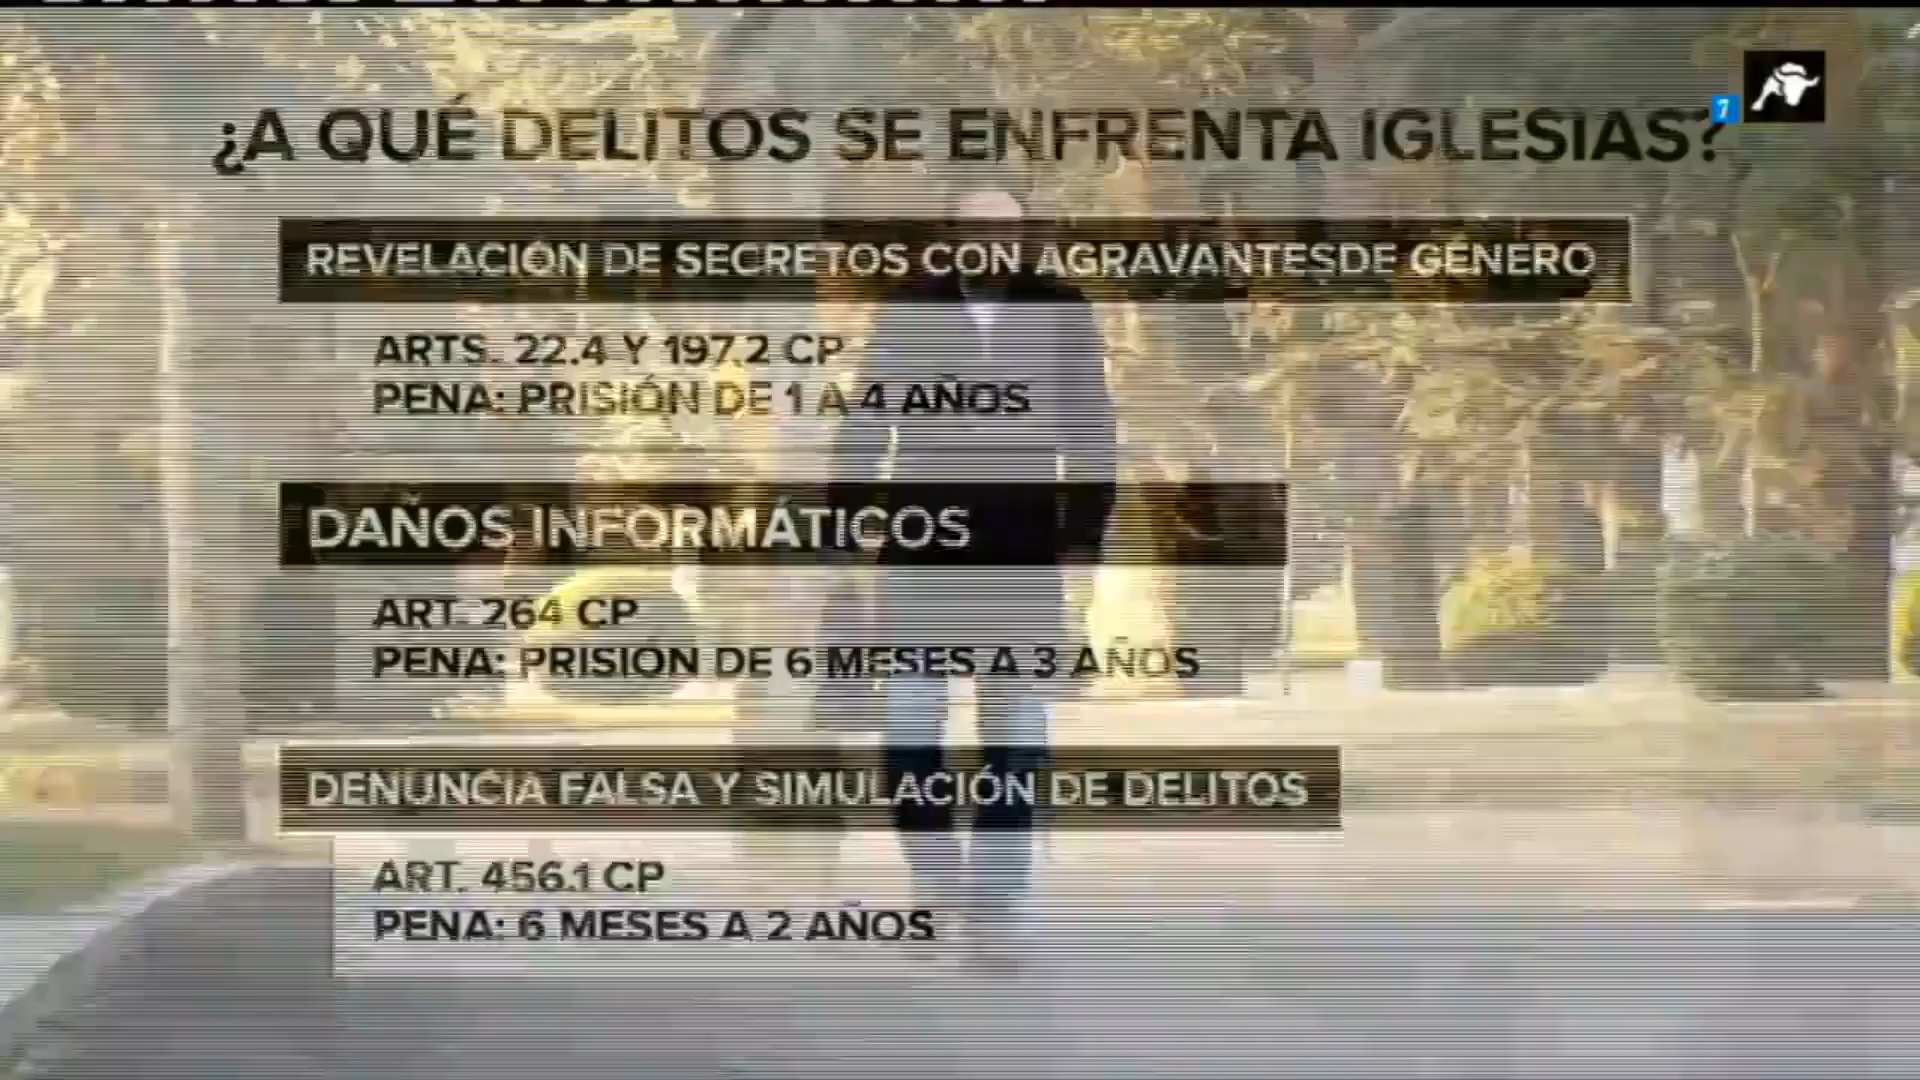 ¿A QUÉ DELITOS SE ENFRENTA IGLESIAS?
7
REVELACIÓN DE SECRETOS CON AGRAVANTESDE GÉNERO
ARTS. 22.4 Y 197.2 CP
PENA: PRISIÓN DE 1 A 4 AÑOS
DAÑOS INFORMÁTICOS
ART. 264 CP
PENA: PRISIÓN DE 6 MESES A 3 AÑOS
DENUNCIA FALSA Y SIMULACIÓN DE DELITOS
ART. 456.1 CP
PENA: 6 MESES A 2 AÑOS